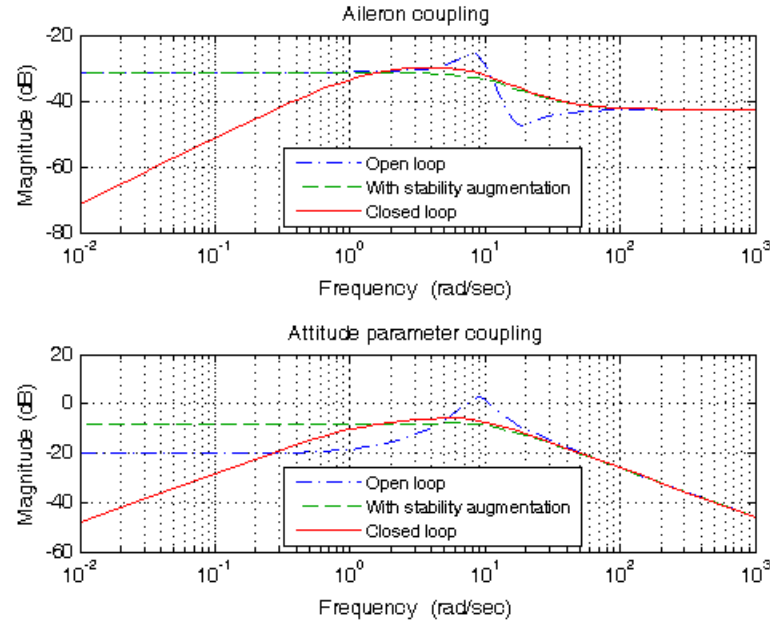 Aileron coupling
-20
-40
-60
-80
Magnitude (dB)
Open loop
With stability augmentation
Closed loop
10^-2 10^-1 10^0 10^1 10^2 10^3
Frequency (rad/sec)
Attitude parameter coupling
20
0
-20
-40
-60
Magnitude (dB)
Open loop
With stability augmentation
Closed loop
10^-2 10^-1 10^0 10^1 10^2 10^3
Frequency (rad/sec)